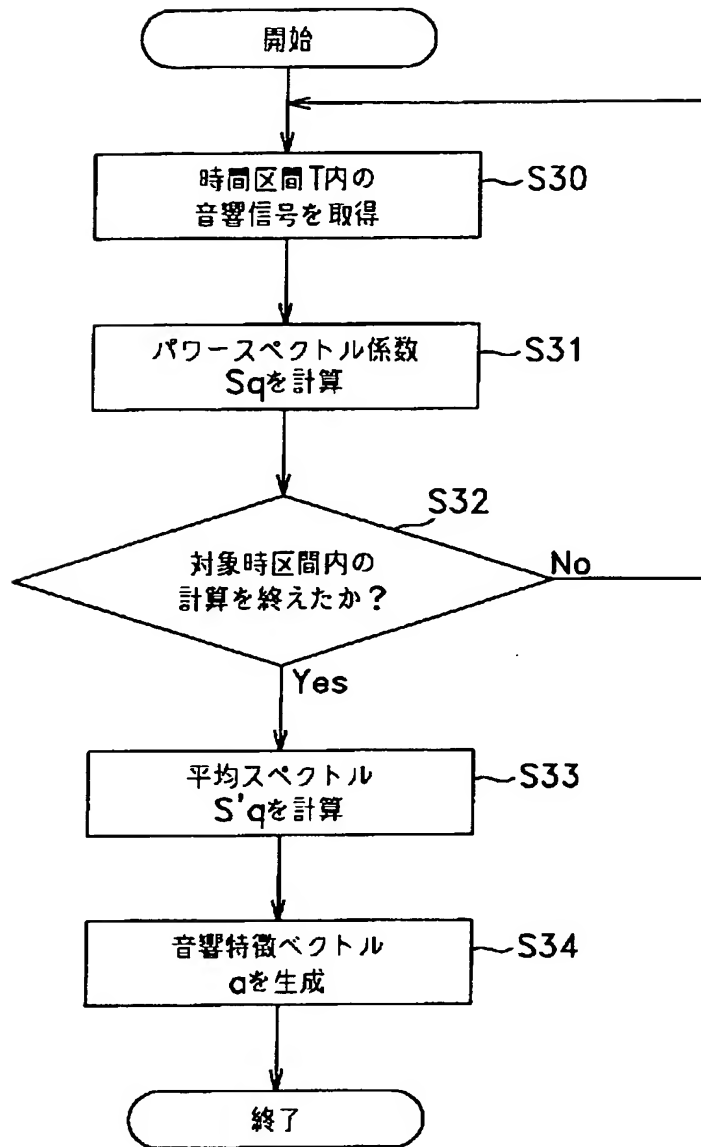 開始
時間区間T内の
音響信号を取得
S30
パワースペクトル係数
Sqを計算
S31
S32
対象時区間内の
計算を終えたか?
No
Yes
平均スペクトル
S'qを計算
S33
音響特徴ベクトル
aを生成
S34
終了